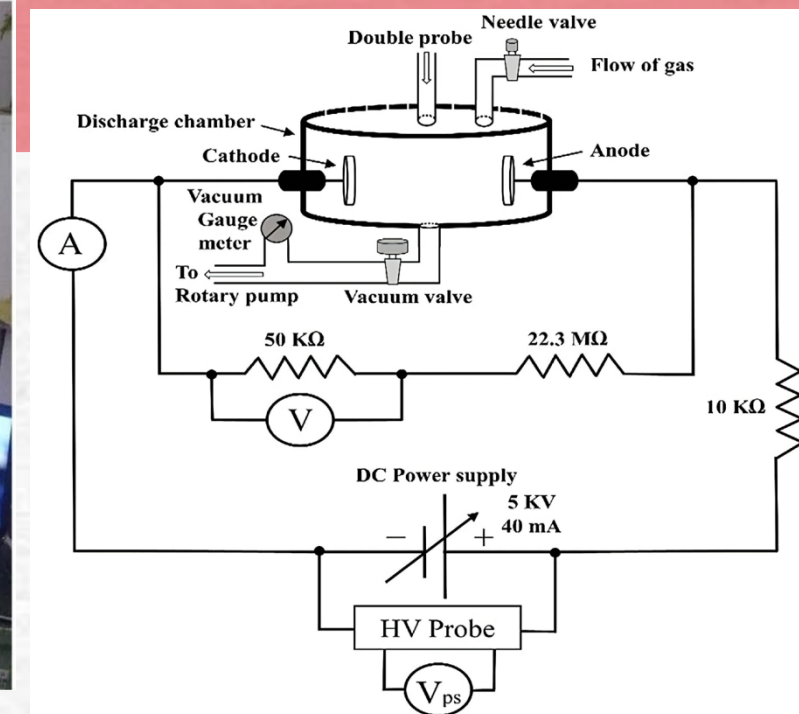 Needle valve
Double probe
Flow of gas
Discharge chamber
Cathode
Anode
Vacuum
Gauge
meter
A
To
Rotary pump
Vacuum valve
50 KΩ
22.3 MΩ
V
10 KΩ
DC Power supply
5 KV
− + 40 mA
HV Probe
Vps